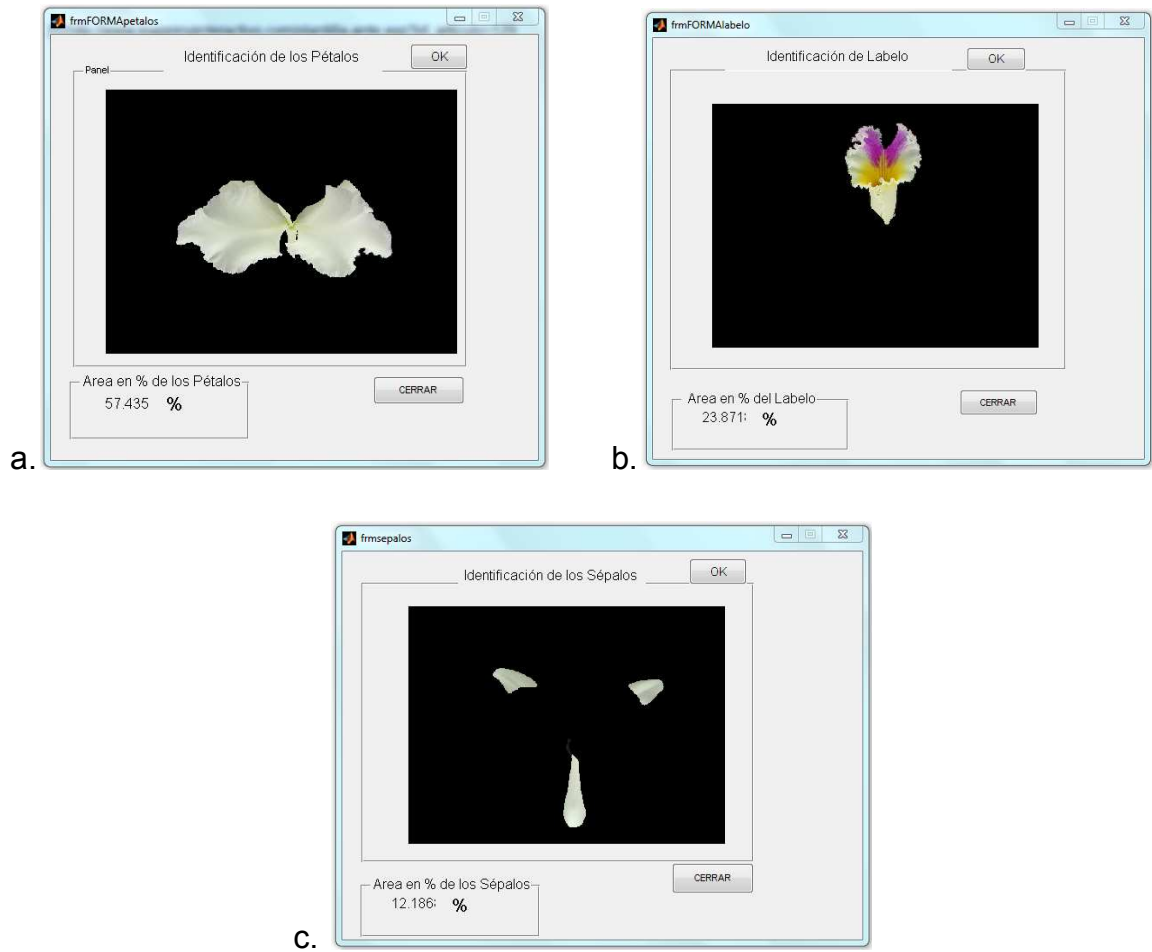 frmFORMApetalos
Identificación de los Pétalos
OK
Panel
Area en % de los Pétalos
57.435 %
CERRAR
a.
frmFORMAlabelo
Identificación de Labelo
OK
Area en % del Labelo
23.871 %
CERRAR
b.
frmsepalos
Identificación de los Sépalos
OK
Area en % de los Sépalos
12.186 %
CERRAR
c.